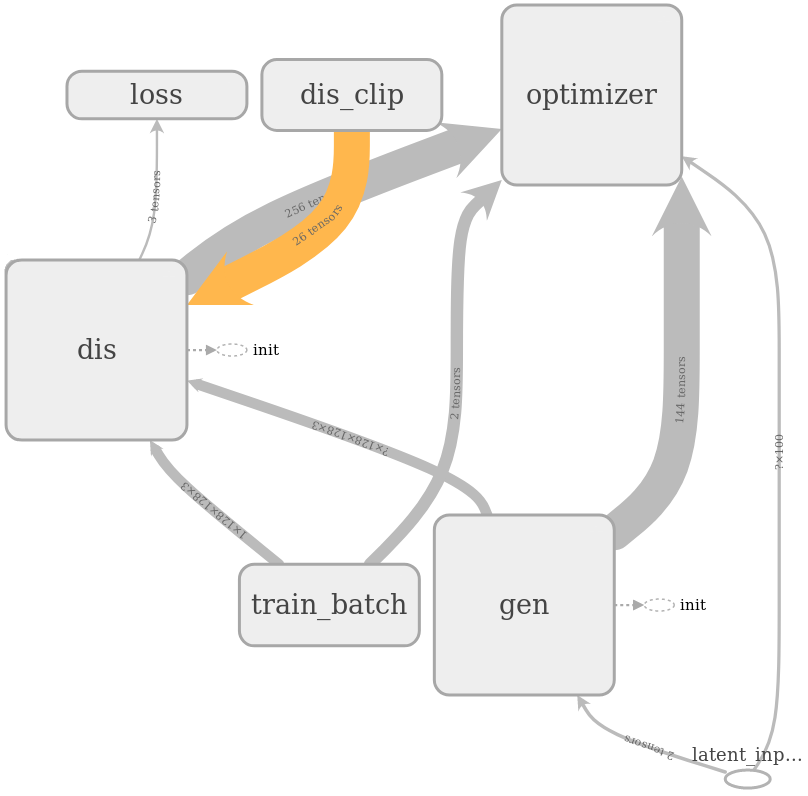 loss
dis_clip
optimizer
3 tensors
256 ten
26 tensors
dis
init
2 tensors
144 tensors
?×128×128×3
?×100
1×128×128×3
train_batch
gen
init
2 tensors
latent_inp...